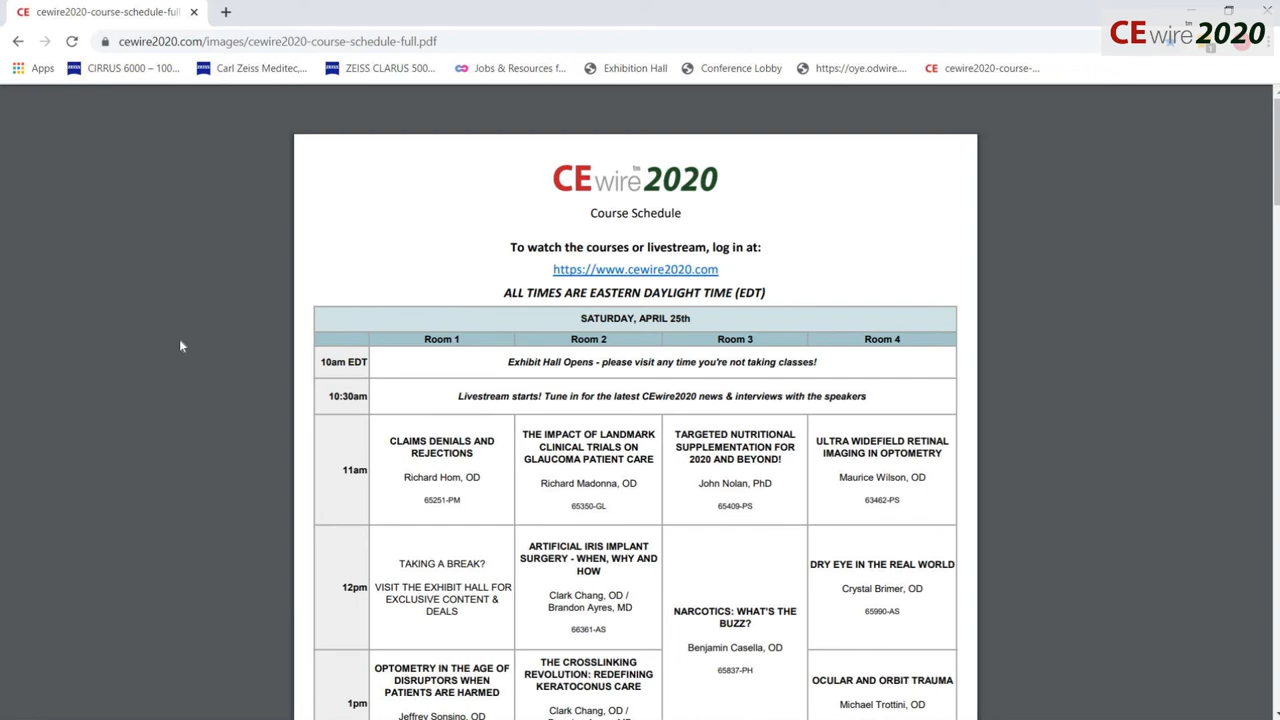 cewire2020-course-schedule-full
cewire2020.com/images/cewire2020-course-schedule-full.pdf
CEwire™2020
Apps
CIRRUS 6000 – 100...
Carl Zeiss Meditec,...
ZEISS CLARUS 500...
Jobs & Resources f...
Exhibition Hall
Conference Lobby
https://oye.odwire....
cewire2020-course-...
CEwire™2020
Course Schedule
To watch the courses or livestream, log in at:
https://www.cewire2020.com
ALL TIMES ARE EASTERN DAYLIGHT TIME (EDT)
SATURDAY, APRIL 25th
Room 1
Room 2
Room 3
Room 4
10am EDT
Exhibit Hall Opens - please visit any time you're not taking classes!
10:30am
Livestream starts! Tune in for the latest CEwire2020 news & interviews with the speakers
11am
CLAIMS DENIALS AND
REJECTIONS
Richard Hom, OD
65251-PM
THE IMPACT OF LANDMARK
CLINICAL TRIALS ON
GLAUCOMA PATIENT CARE
Richard Madonna, OD
65350-GL
TARGETED NUTRITIONAL
SUPPLEMENTATION FOR
2020 AND BEYOND!
John Nolan, PhD
65409-PS
ULTRA WIDEFIELD RETINAL
IMAGING IN OPTOMETRY
Maurice Wilson, OD
63462-PS
12pm
TAKING A BREAK?
VISIT THE EXHIBIT HALL FOR
EXCLUSIVE CONTENT &
DEALS
ARTIFICIAL IRIS IMPLANT
SURGERY - WHEN, WHY AND
HOW
Clark Chang, OD /
Brandon Ayres, MD
66361-AS
NARCOTICS: WHAT'S THE
BUZZ?
Benjamin Casella, OD
65837-PH
DRY EYE IN THE REAL WORLD
Crystal Brimer, OD
65990-AS
1pm
OPTOMETRY IN THE AGE OF
DISRUPTORS WHEN
PATIENTS ARE HARMED
Jeffrey Sonsino, OD
THE CROSSLINKING
REVOLUTION: REDEFINING
KERATOCONUS CARE
Clark Chang, OD /
Brandon Ayres, MD
OCULAR AND ORBIT TRAUMA
Michael Trottini, OD